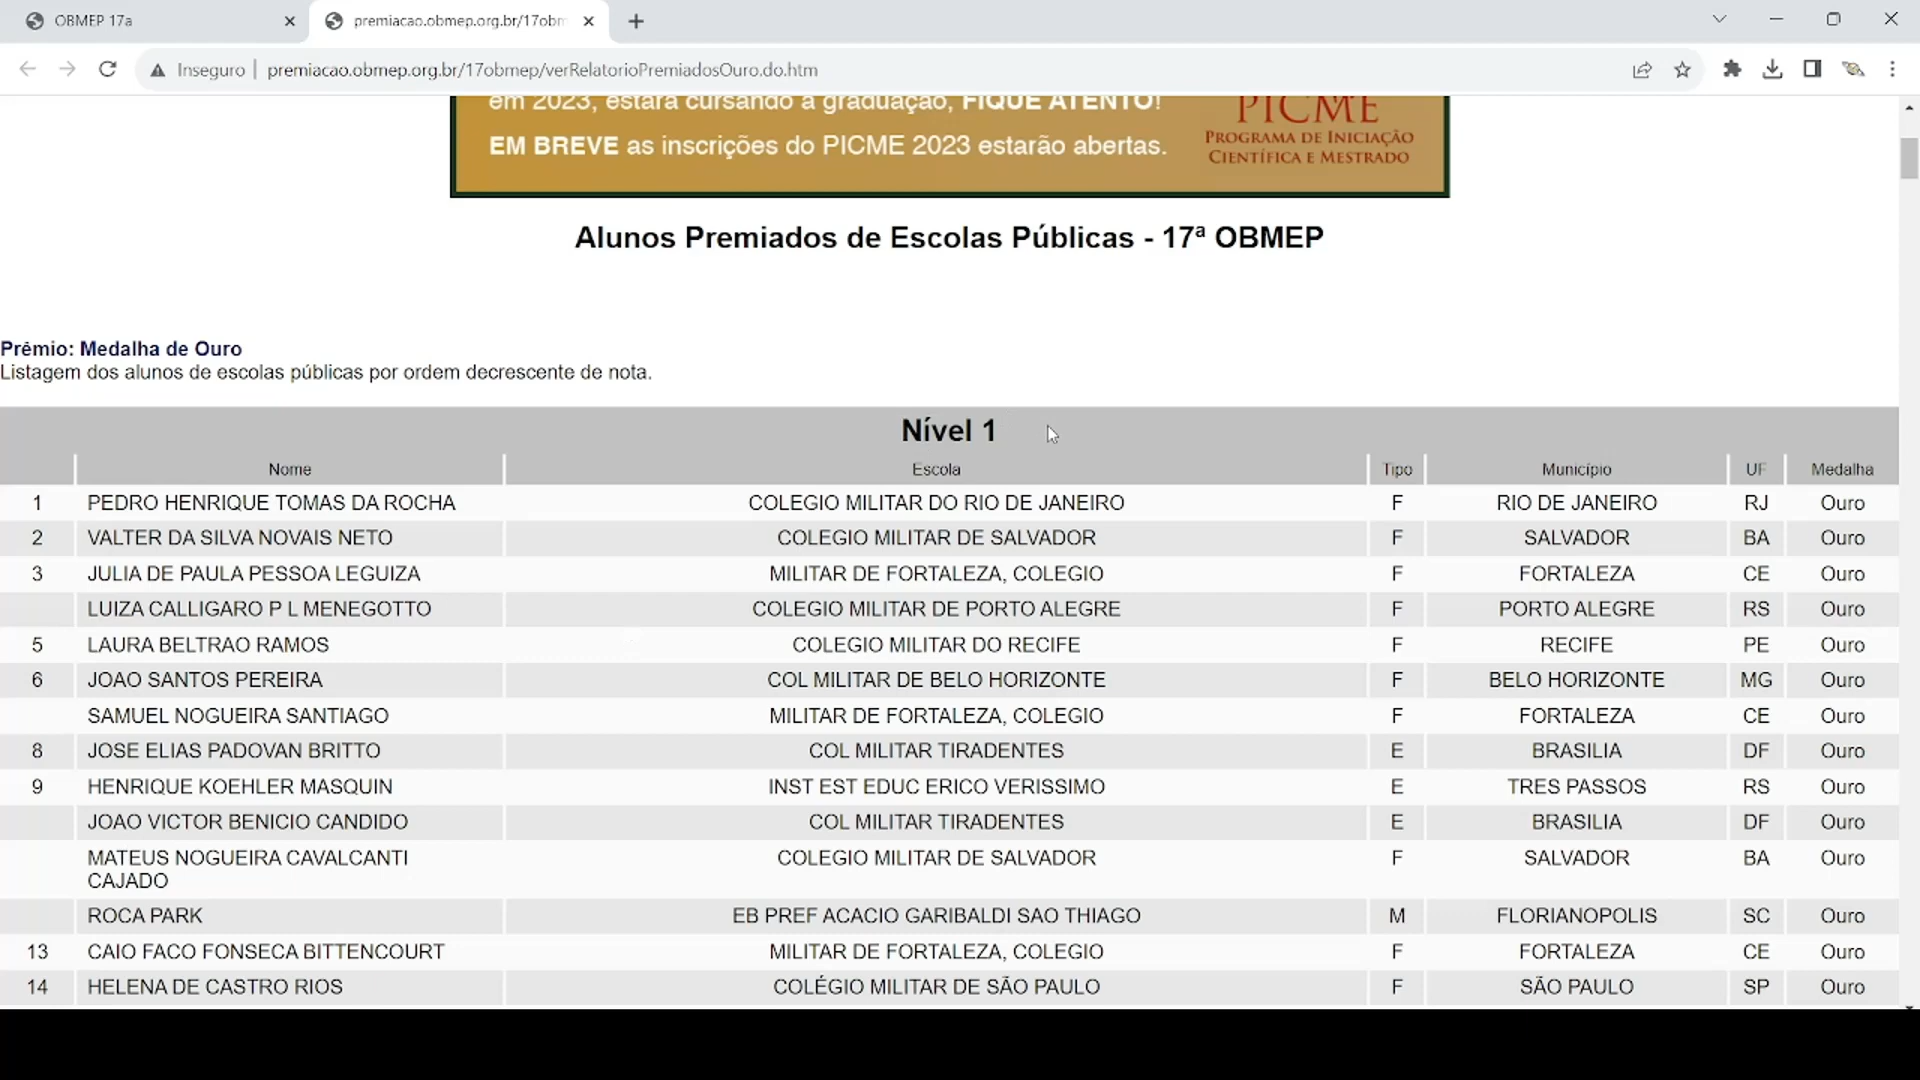 OBMEP 17a
premiacao.obmep.org.br/17obm
Inseguro premiacao.obmep.org.br/17obmep/verRelatorioPremiadosOuro.do.htm
em 2023, estará cursando a graduação, FIQUE ATENTO!
EM BREVE as inscrições do PICME 2023 estarão abertas.
PICME
PROGRAMA DE INICIAÇÃO
CIENTÍFICA E MESTRADO
Alunos Premiados de Escolas Públicas - 17ª OBMEP
Prêmio: Medalha de Ouro
Listagem dos alunos de escolas públicas por ordem decrescente de nota.
Nível 1
Nome Escola Tipo Município UF Medalha
1 PEDRO HENRIQUE TOMAS DA ROCHA COLEGIO MILITAR DO RIO DE JANEIRO F RIO DE JANEIRO RJ Ouro
2 VALTER DA SILVA NOVAIS NETO COLEGIO MILITAR DE SALVADOR F SALVADOR BA Ouro
3 JULIA DE PAULA PESSOA LEGUIZA MILITAR DE FORTALEZA, COLEGIO F FORTALEZA CE Ouro
LUIZA CALLIGARO P L MENEGOTTO COLEGIO MILITAR DE PORTO ALEGRE F PORTO ALEGRE RS Ouro
5 LAURA BELTRAO RAMOS COLEGIO MILITAR DO RECIFE F RECIFE PE Ouro
6 JOAO SANTOS PEREIRA COL MILITAR DE BELO HORIZONTE F BELO HORIZONTE MG Ouro
SAMUEL NOGUEIRA SANTIAGO MILITAR DE FORTALEZA, COLEGIO F FORTALEZA CE Ouro
8 JOSE ELIAS PADOVAN BRITTO COL MILITAR TIRADENTES E BRASILIA DF Ouro
9 HENRIQUE KOEHLER MASQUIN INST EST EDUC ERICO VERISSIMO E TRES PASSOS RS Ouro
JOAO VICTOR BENICIO CANDIDO COL MILITAR TIRADENTES E BRASILIA DF Ouro
MATEUS NOGUEIRA CAVALCANTI COLEGIO MILITAR DE SALVADOR F SALVADOR BA Ouro
CAJADO
ROCA PARK EB PREF ACACIO GARIBALDI SAO THIAGO M FLORIANOPOLIS SC Ouro
13 CAIO FACO FONSECA BITTENCOURT MILITAR DE FORTALEZA, COLEGIO F FORTALEZA CE Ouro
14 HELENA DE CASTRO RIOS COLÉGIO MILITAR DE SÃO PAULO F SÃO PAULO SP Ouro